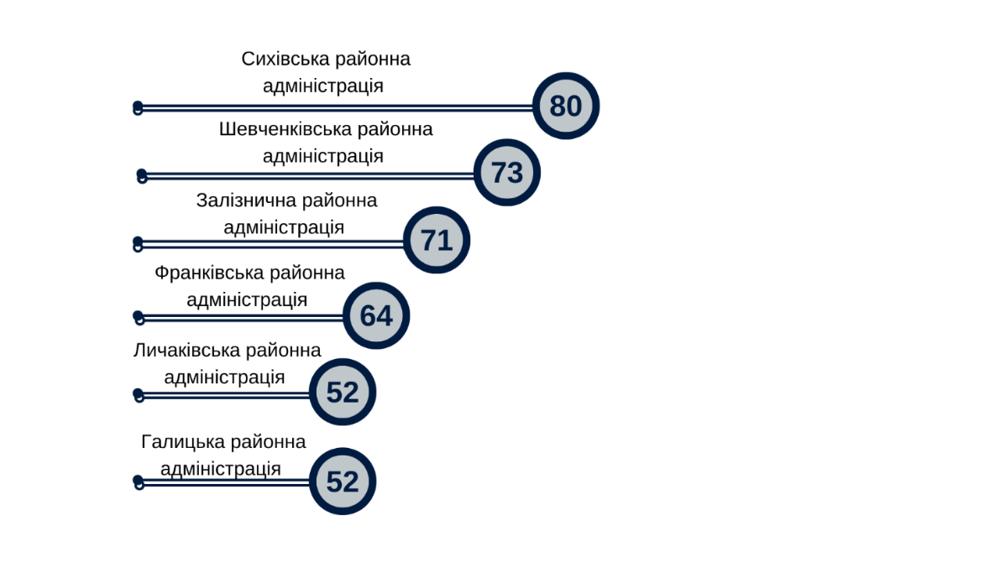 Сихівська районна
адміністрація
80
Шевченківська районна
адміністрація
73
Залізнична районна
адміністрація
71
Франківська районна
адміністрація
64
Личаківська районна
адміністрація
52
Галицька районна
адміністрація
52